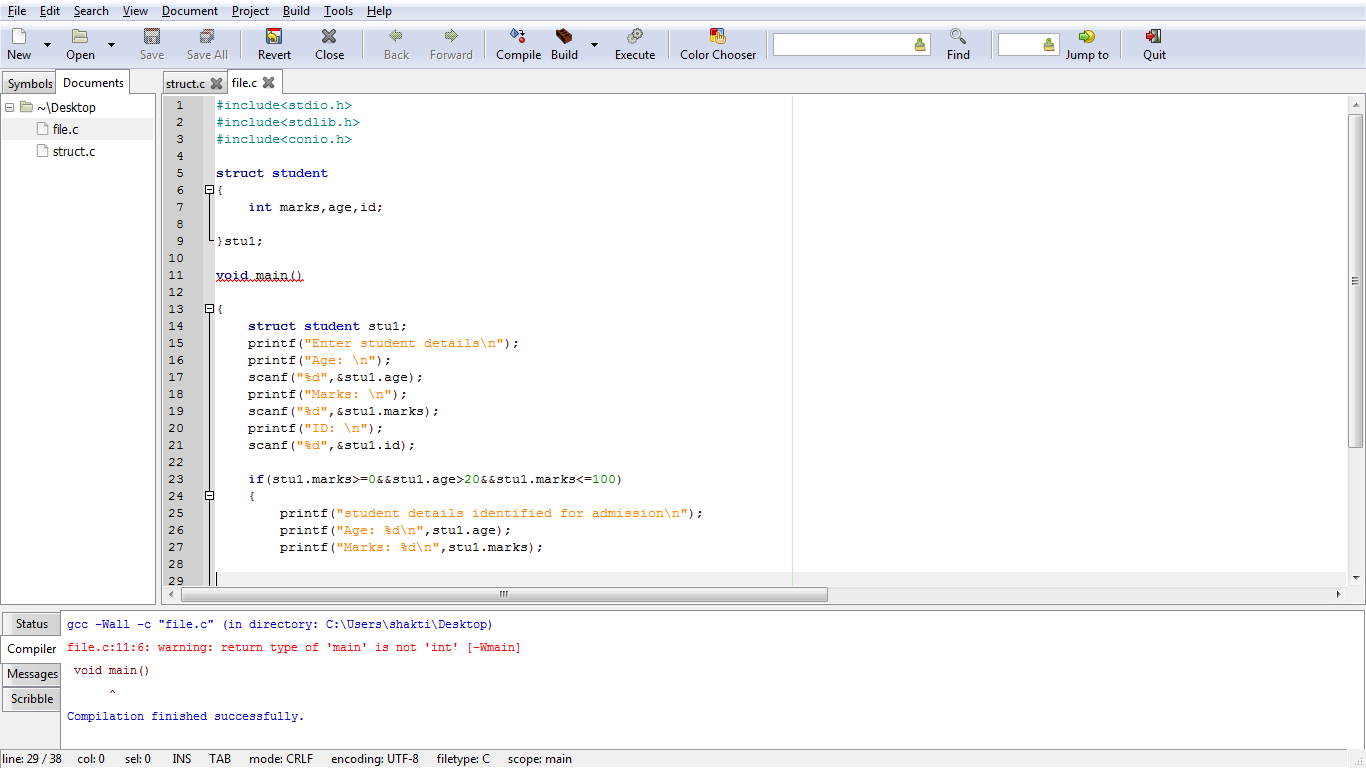 File Edit Search View Document Project Build Tools Help
New Open Save Save All Revert Close Back Forward Compile Build Execute Color Chooser Find Jump to Quit
Symbols Documents struct.c file.c
~\Desktop
file.c
struct.c
1 #include<stdio.h>
2 #include<stdlib.h>
3 #include<conio.h>
4
5 struct student
6 {
7 int marks,age,id;
8
9 }stu1;
10
11 void main()
12
13 {
14 struct student stu1;
15 printf("Enter student details\n");
16 printf("Age: \n");
17 scanf("%d",&stu1.age);
18 printf("Marks: \n");
19 scanf("%d",&stu1.marks);
20 printf("ID: \n");
21 scanf("%d",&stu1.id);
22
23 if(stu1.marks>=0&&stu1.age>20&&stu1.marks<=100)
24 {
25 printf("student details identified for admission\n");
26 printf("Age: %d\n",stu1.age);
27 printf("Marks: %d\n",stu1.marks);
28
29
Status
Compiler
Messages
Scribble
gcc -Wall -c "file.c" (in directory: C:\Users\shakti\Desktop)
file.c:11:6: warning: return type of 'main' is not 'int' [-Wmain]
void main()
^
Compilation finished successfully.
line: 29 / 38 col: 0 sel: 0 INS TAB mode: CRLF encoding: UTF-8 filetype: C scope: main